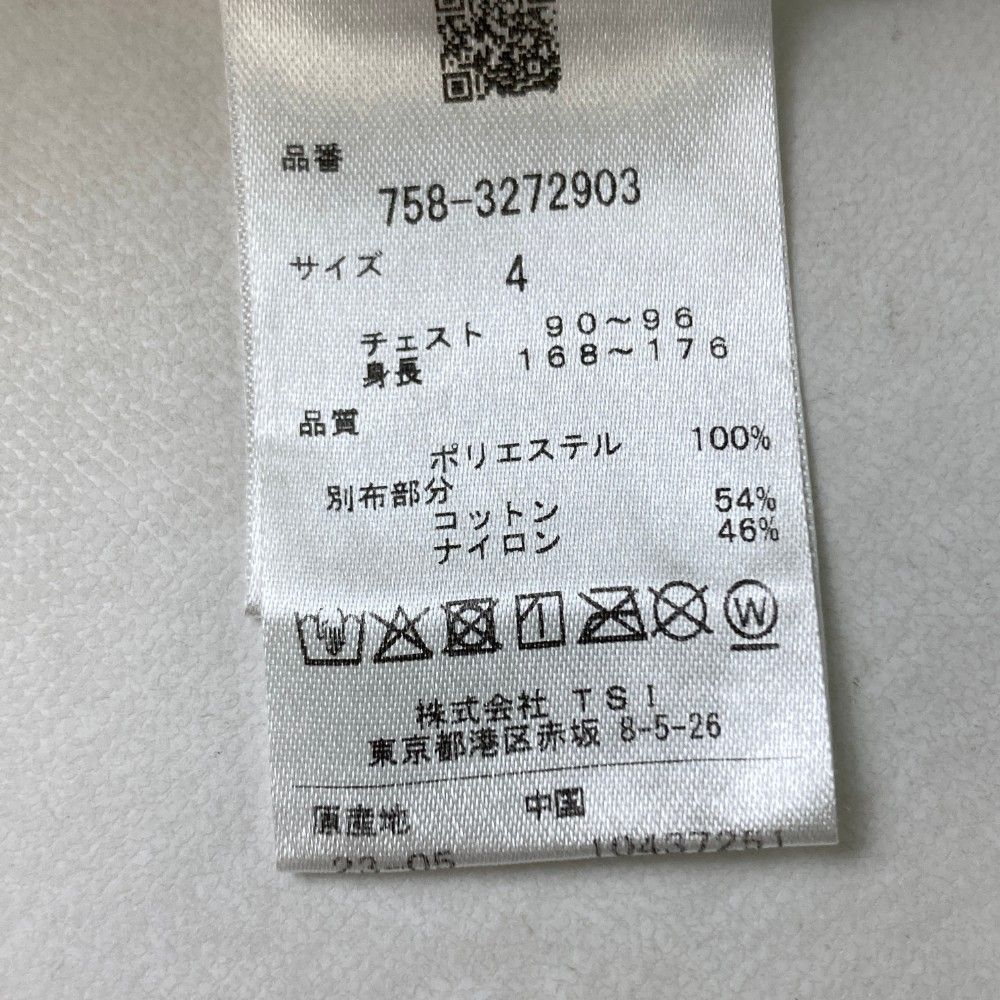 品番
758-3272903
サイズ 4
チェスト 90～96
身長 168～176
品質
ポリエステル 100%
別布部分
コットン 54%
ナイロン 46%
W
株式会社 TSI
東京都港区赤坂 8-5-26
原産地 中国
23-05 10437261